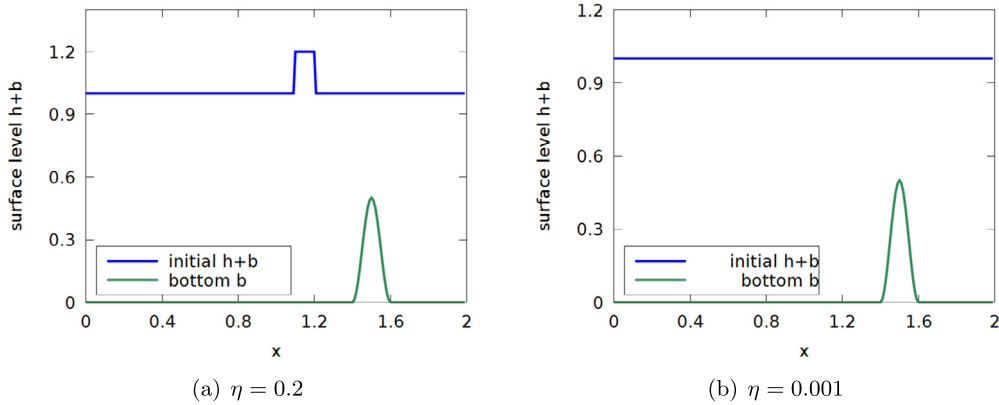 surface level h+b
1.2
0.9
0.6
0.3
0
0 0.4 0.8 1.2 1.6 2
x
initial h+b
bottom b
(a) η = 0.2
surface level h+b
1.2
0.9
0.6
0.3
0
0 0.4 0.8 1.2 1.6 2
x
initial h+b
bottom b
(b) η = 0.001